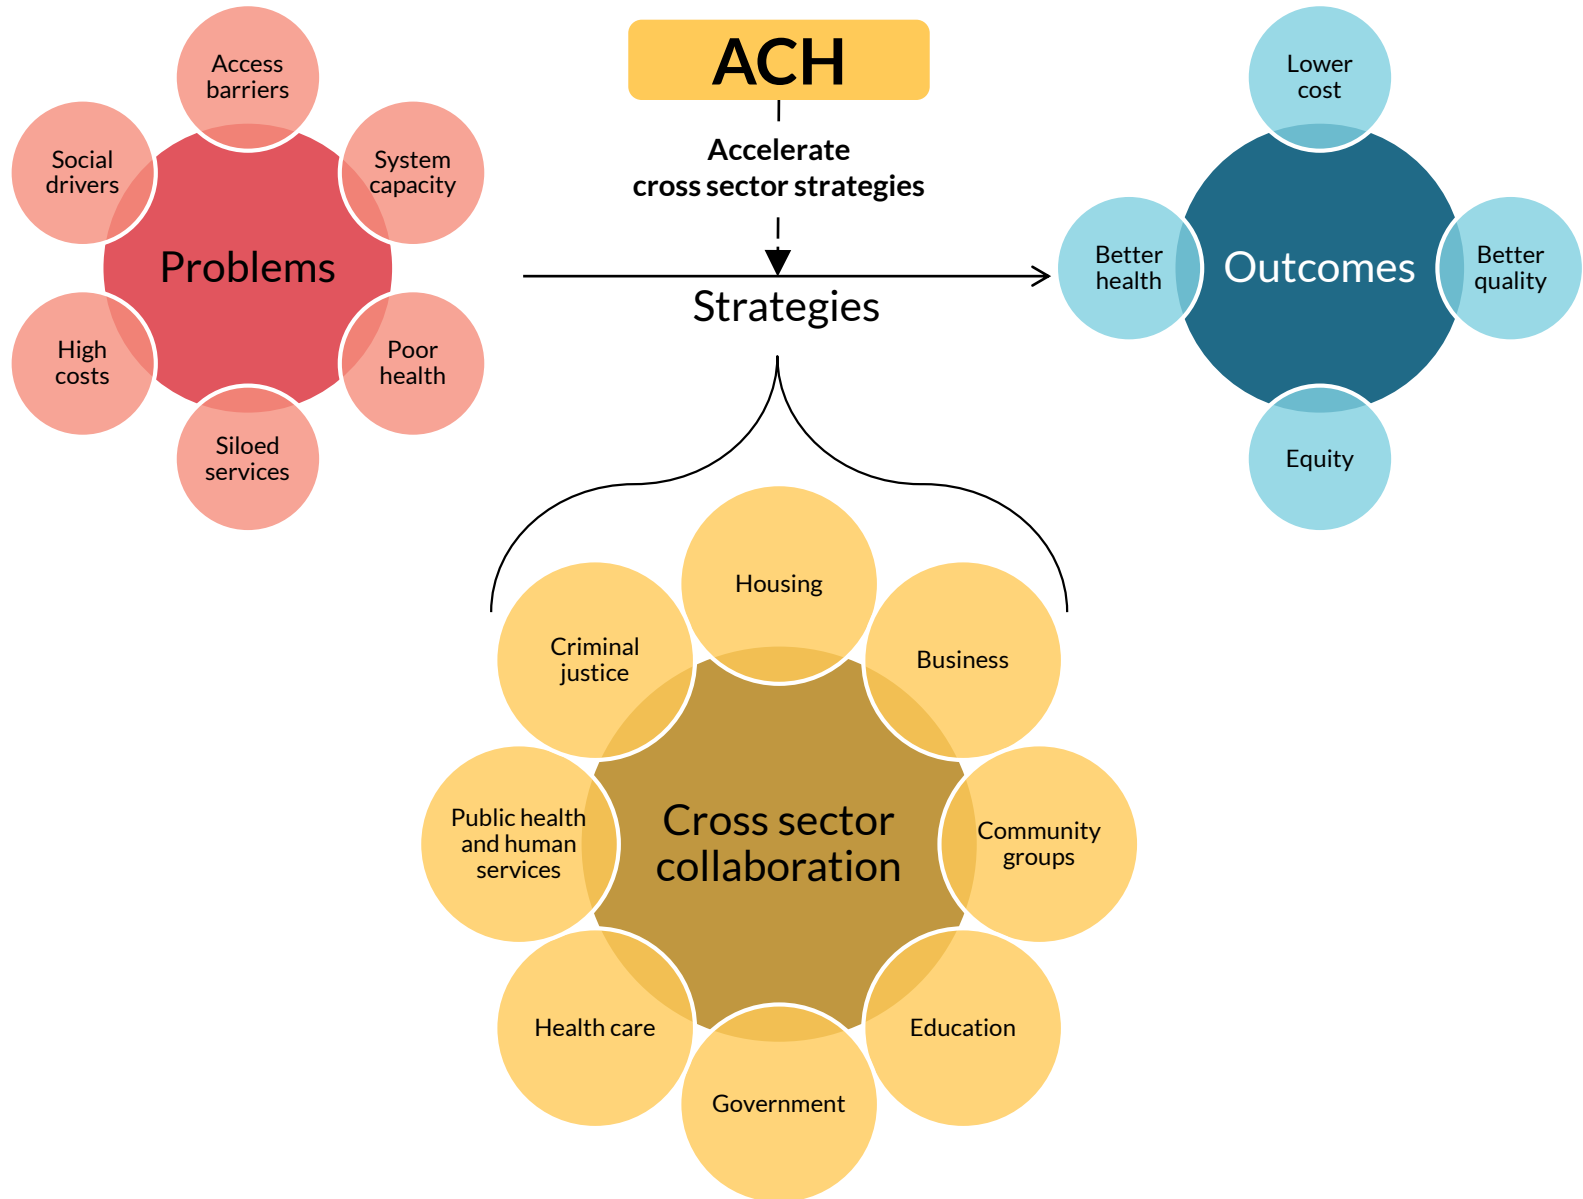 Access
barriers
System
capacity
Poor
health
Siloed
services
High
costs
Social
drivers
Problems
ACH
Accelerate
cross sector strategies
Strategies
Lower
cost
Better
quality
Equity
Better
health
Outcomes
Housing
Business
Community
groups
Education
Government
Health care
Public health
and human
services
Criminal
justice
Cross sector
collaboration